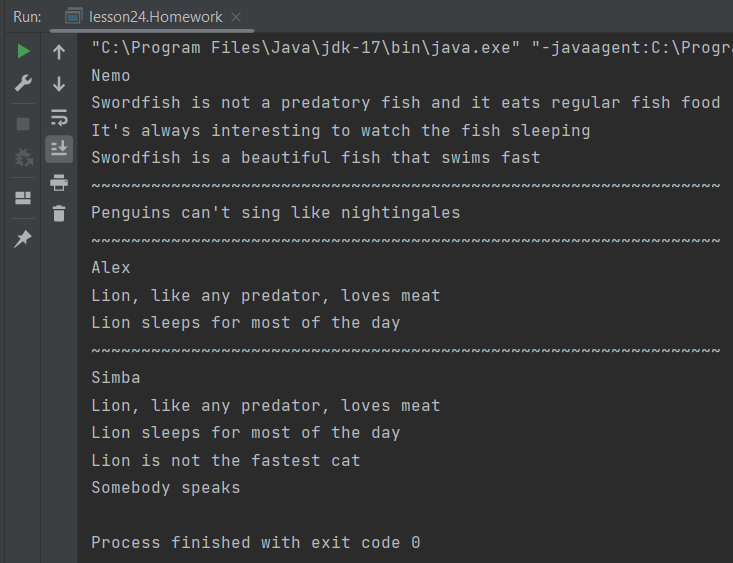 Run: lesson24.Homework
"C:\Program Files\Java\jdk-17\bin\java.exe" "-javaagent:C:\Progra
Nemo
Swordfish is not a predatory fish and it eats regular fish food
It's always interesting to watch the fish sleeping
Swordfish is a beautiful fish that swims fast
~~~~~~~~~~~~~~~~~~~~~~~~~~~~~~~~~~~~~~~~~~~~~~~~~~~~~~~~~~~~~~~
Penguins can't sing like nightingales
~~~~~~~~~~~~~~~~~~~~~~~~~~~~~~~~~~~~~~~~~~~~~~~~~~~~~~~~~~~~~~~
Alex
Lion, like any predator, loves meat
Lion sleeps for most of the day
~~~~~~~~~~~~~~~~~~~~~~~~~~~~~~~~~~~~~~~~~~~~~~~~~~~~~~~~~~~~~~~
Simba
Lion, like any predator, loves meat
Lion sleeps for most of the day
Lion is not the fastest cat
Somebody speaks
Process finished with exit code 0